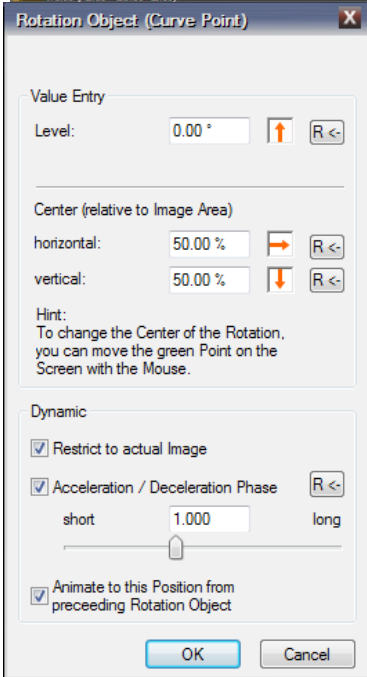 Rotation Object (Curve Point)
X
Value Entry
Level: 0.00 ° R <-
Center (relative to Image Area)
horizontal: 50.00 % R <-
vertical: 50.00 % R <-
Hint:
To change the Center of the Rotation,
you can move the green Point on the
Screen with the Mouse.
Dynamic
Restrict to actual Image
Acceleration / Deceleration Phase R <-
short 1.000 long
Animate to this Position from
preceeding Rotation Object
OK Cancel